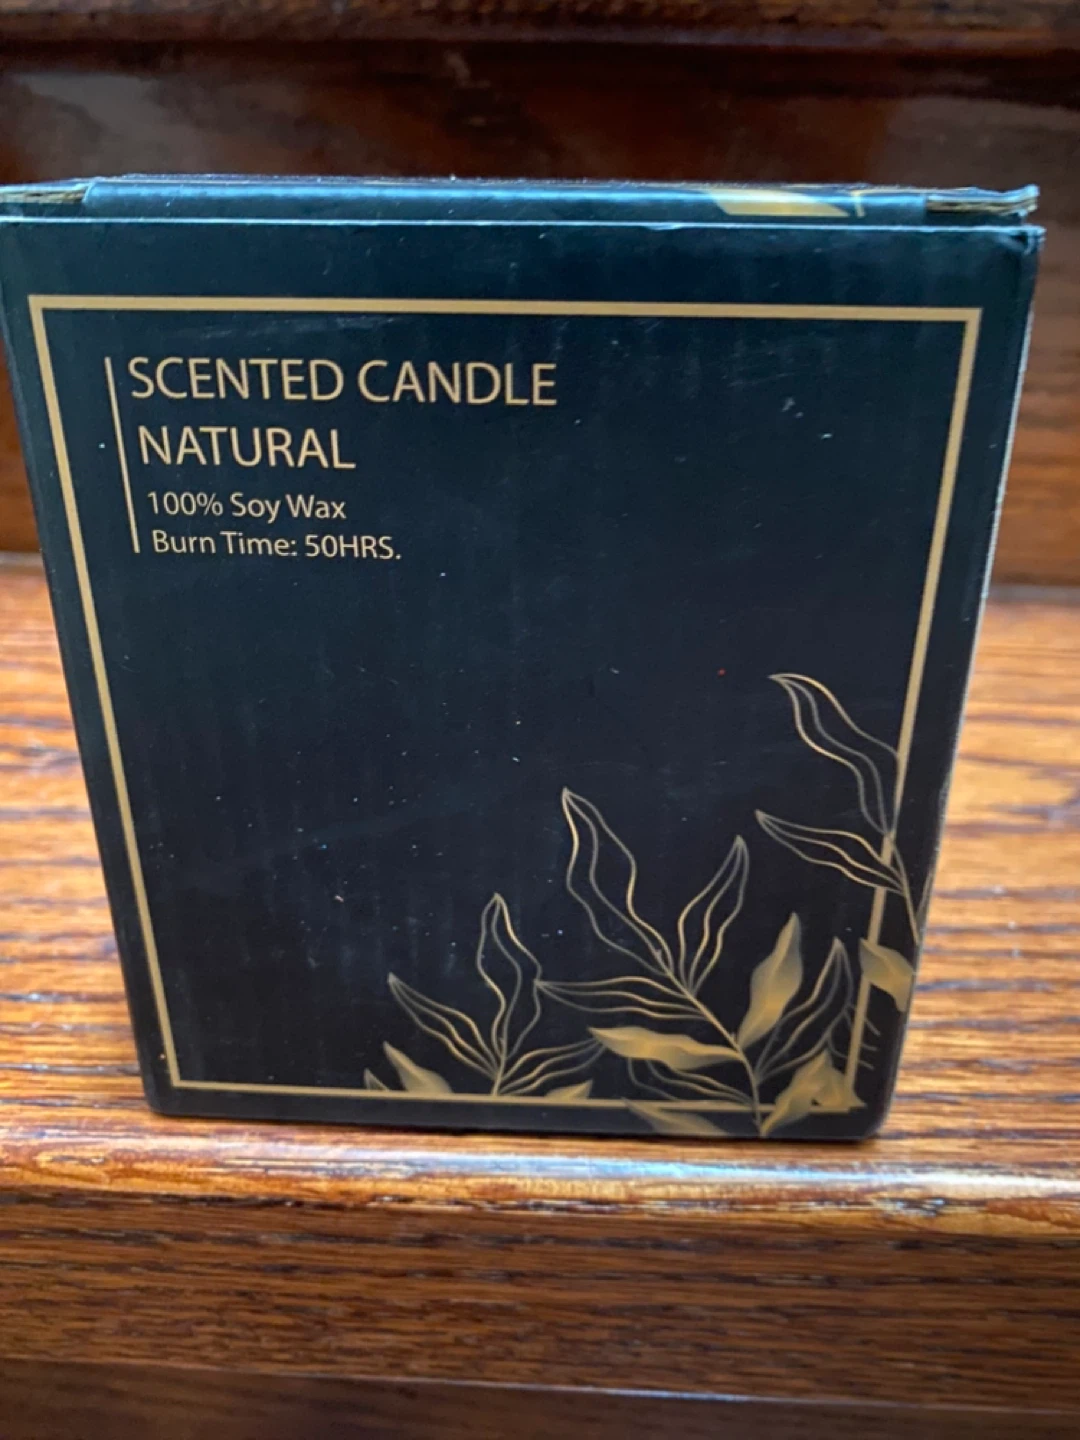 SCENTED CANDLE
NATURAL
100% Soy Wax
Burn Time: 50HRS.